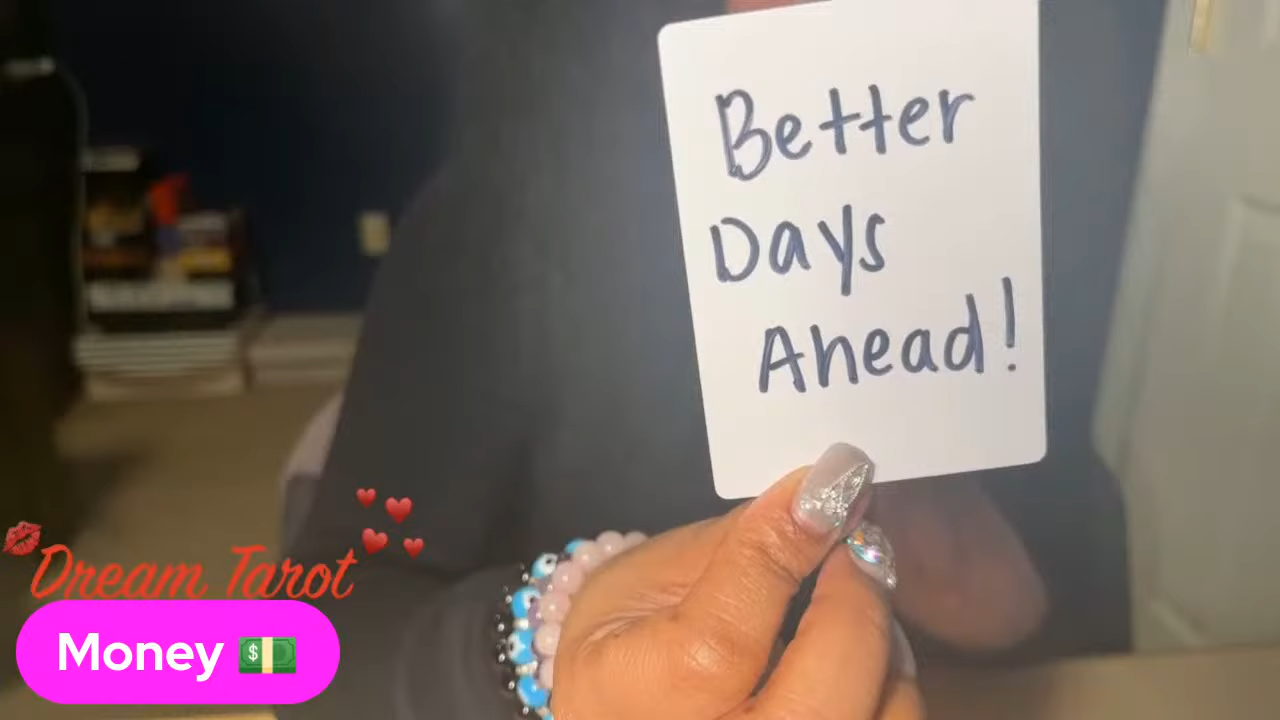 Better
Days
Ahead!
Dream Tarot
Money 💵